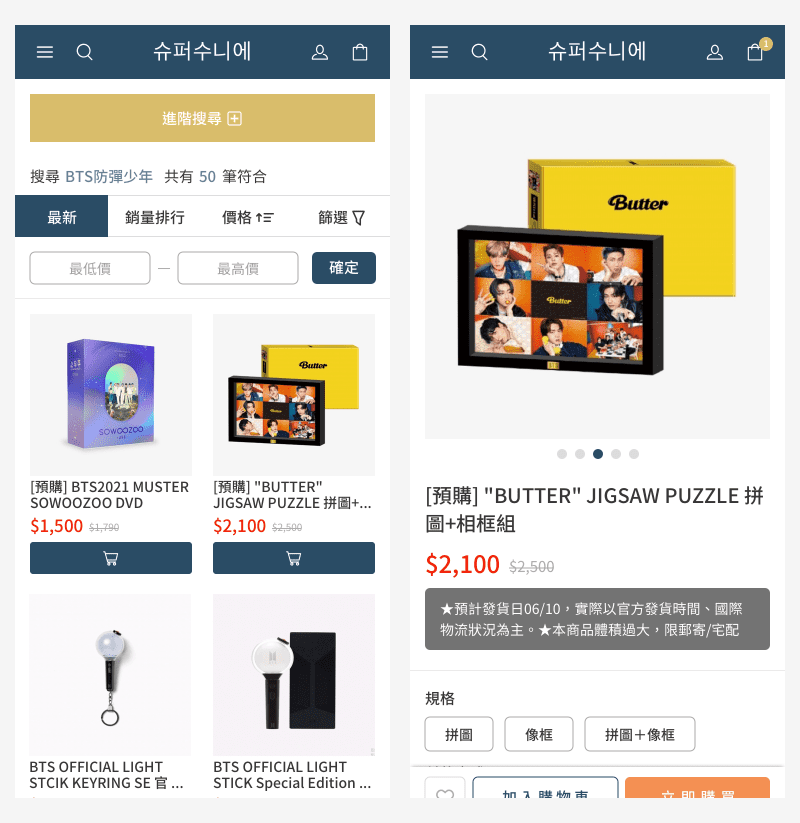 슈퍼수니에
進階搜尋
搜尋 BTS防彈少年 共有 50 筆符合
最新 銷量排行 價格 篩選
最低價 — 最高價 確定
SOWOOZOO
Butter
Butter
[預購] BTS2021 MUSTER
SOWOOZOO DVD
$1,500 $1,790
[預購] "BUTTER"
JIGSAW PUZZLE 拼圖+...
$2,100 $2,500
BTS OFFICIAL LIGHT
STCIK KEYRING SE 官 ...
BTS OFFICIAL LIGHT
STICK Special Edition ...
슈퍼수니에
1
Butter
Butter
[預購] "BUTTER" JIGSAW PUZZLE 拼
圖+相框組
$2,100 $2,500
★預計發貨日06/10，實際以官方發貨時間、國際
物流狀況為主。★本商品體積過大，限郵寄/宅配
規格
拼圖 像框 拼圖＋像框
加入購物車 立即購買